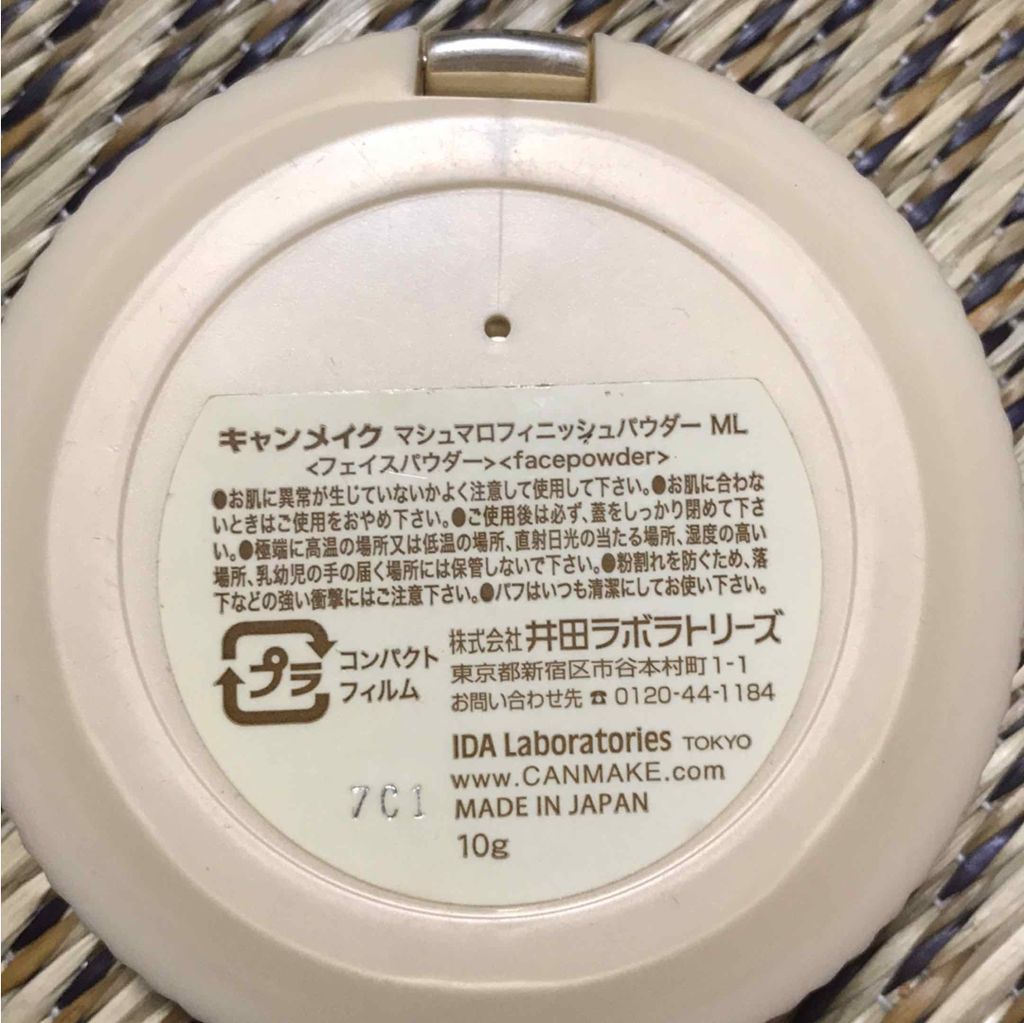 キャンメイク マシュマロフィニッシュパウダー ML
<フェイスパウダー><facepowder>
●お肌に異常が生じていないかよく注意して使用して下さい。●お肌に合わな
いときはご使用をおやめ下さい。●ご使用後は必ず、蓋をしっかり閉めて下さ
い。●極端に高温の場所又は低温の場所、直射日光の当たる場所、湿度の高い
場所、乳幼児の手の届く場所には保管しないで下さい。●粉割れを防ぐため、落
下などの強い衝撃にはご注意下さい。●パフはいつも清潔にしてお使い下さい。
プラ
コンパクト
フィルム
株式会社 井田ラボラトリーズ
東京都新宿区市谷本村町1-1
お問い合わせ先 ☎ 0120-44-1184
IDA Laboratories TOKYO
www.CANMAKE.com
MADE IN JAPAN
10g
7C1